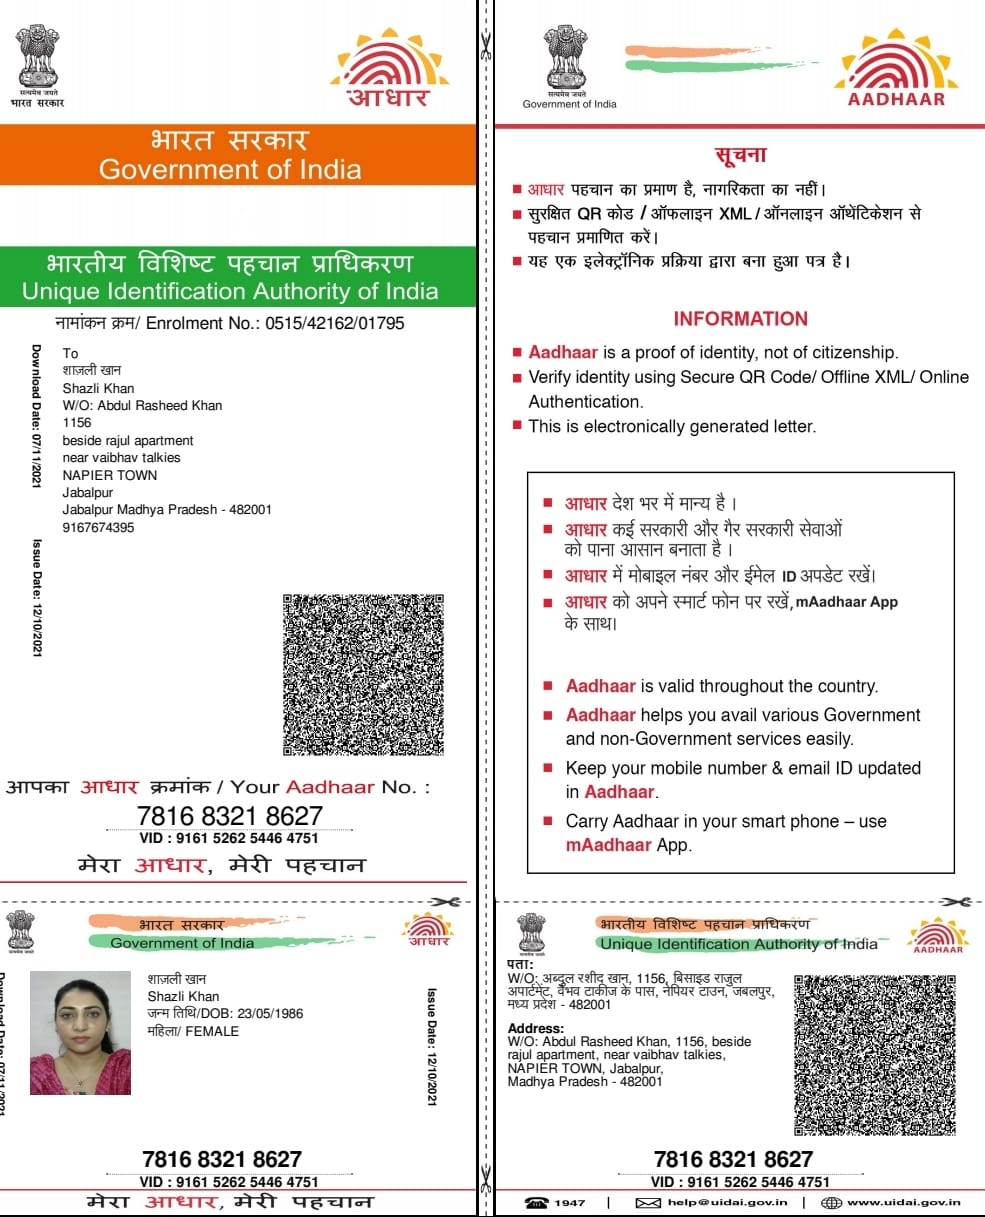 सत्यमेव जयते
भारत सरकार
आधार
भारत सरकार
Government of India
भारतीय विशिष्ट पहचान प्राधिकरण
Unique Identification Authority of India
नामांकन क्रम/ Enrolment No.: 0515/42162/01795
Download Date: 07/11/2021
Issue Date: 12/10/2021
To
शाज़ली खान
Shazli Khan
W/O: Abdul Rasheed Khan
1156
beside rajul apartment
near vaibhav talkies
NAPIER TOWN
Jabalpur
Jabalpur Madhya Pradesh - 482001
9167674395
आपका आधार क्रमांक / Your Aadhaar No. :
7816 8321 8627
VID : 9161 5262 5446 4751
मेरा आधार, मेरी पहचान
सत्यमेव जयते
Government of India
AADHAAR
सूचना
आधार पहचान का प्रमाण है, नागरिकता का नहीं।
सुरक्षित QR कोड / ऑफलाइन XML / ऑनलाइन ऑथेंटिकेशन से
पहचान प्रमाणित करें।
यह एक इलेक्ट्रॉनिक प्रक्रिया द्वारा बना हुआ पत्र है।
INFORMATION
Aadhaar is a proof of identity, not of citizenship.
Verify identity using Secure QR Code/ Offline XML/ Online
Authentication.
This is electronically generated letter.
आधार देश भर में मान्य है ।
आधार कई सरकारी और गैर सरकारी सेवाओं
को पाना आसान बनाता है ।
आधार में मोबाइल नंबर और ईमेल ID अपडेट रखें।
आधार को अपने स्मार्ट फोन पर रखें, mAadhaar App
के साथ।
Aadhaar is valid throughout the country.
Aadhaar helps you avail various Government
and non-Government services easily.
Keep your mobile number & email ID updated
in Aadhaar.
Carry Aadhaar in your smart phone – use
mAadhaar App.
भारत सरकार
Government of India
आधार
Download Date: 07/11/2021
शाज़ली खान
Shazli Khan
जन्म तिथि/DOB: 23/05/1986
महिला/ FEMALE
Issue Date: 12/10/2021
7816 8321 8627
VID : 9161 5262 5446 4751
मेरा आधार, मेरी पहचान
भारतीय विशिष्ट पहचान प्राधिकरण
Unique Identification Authority of India
AADHAAR
पता:
W/O: अब्दुल रशीद खान, 1156, बिसाइड राजुल
अपार्टमेंट, वैभव टाकीज के पास, नेपियर टाउन, जबलपुर,
मध्य प्रदेश - 482001
Address:
W/O: Abdul Rasheed Khan, 1156, beside
rajul apartment, near vaibhav talkies,
NAPIER TOWN, Jabalpur,
Madhya Pradesh - 482001
7816 8321 8627
VID : 9161 5262 5446 4751
1947 | help@uidai.gov.in | www.uidai.gov.in